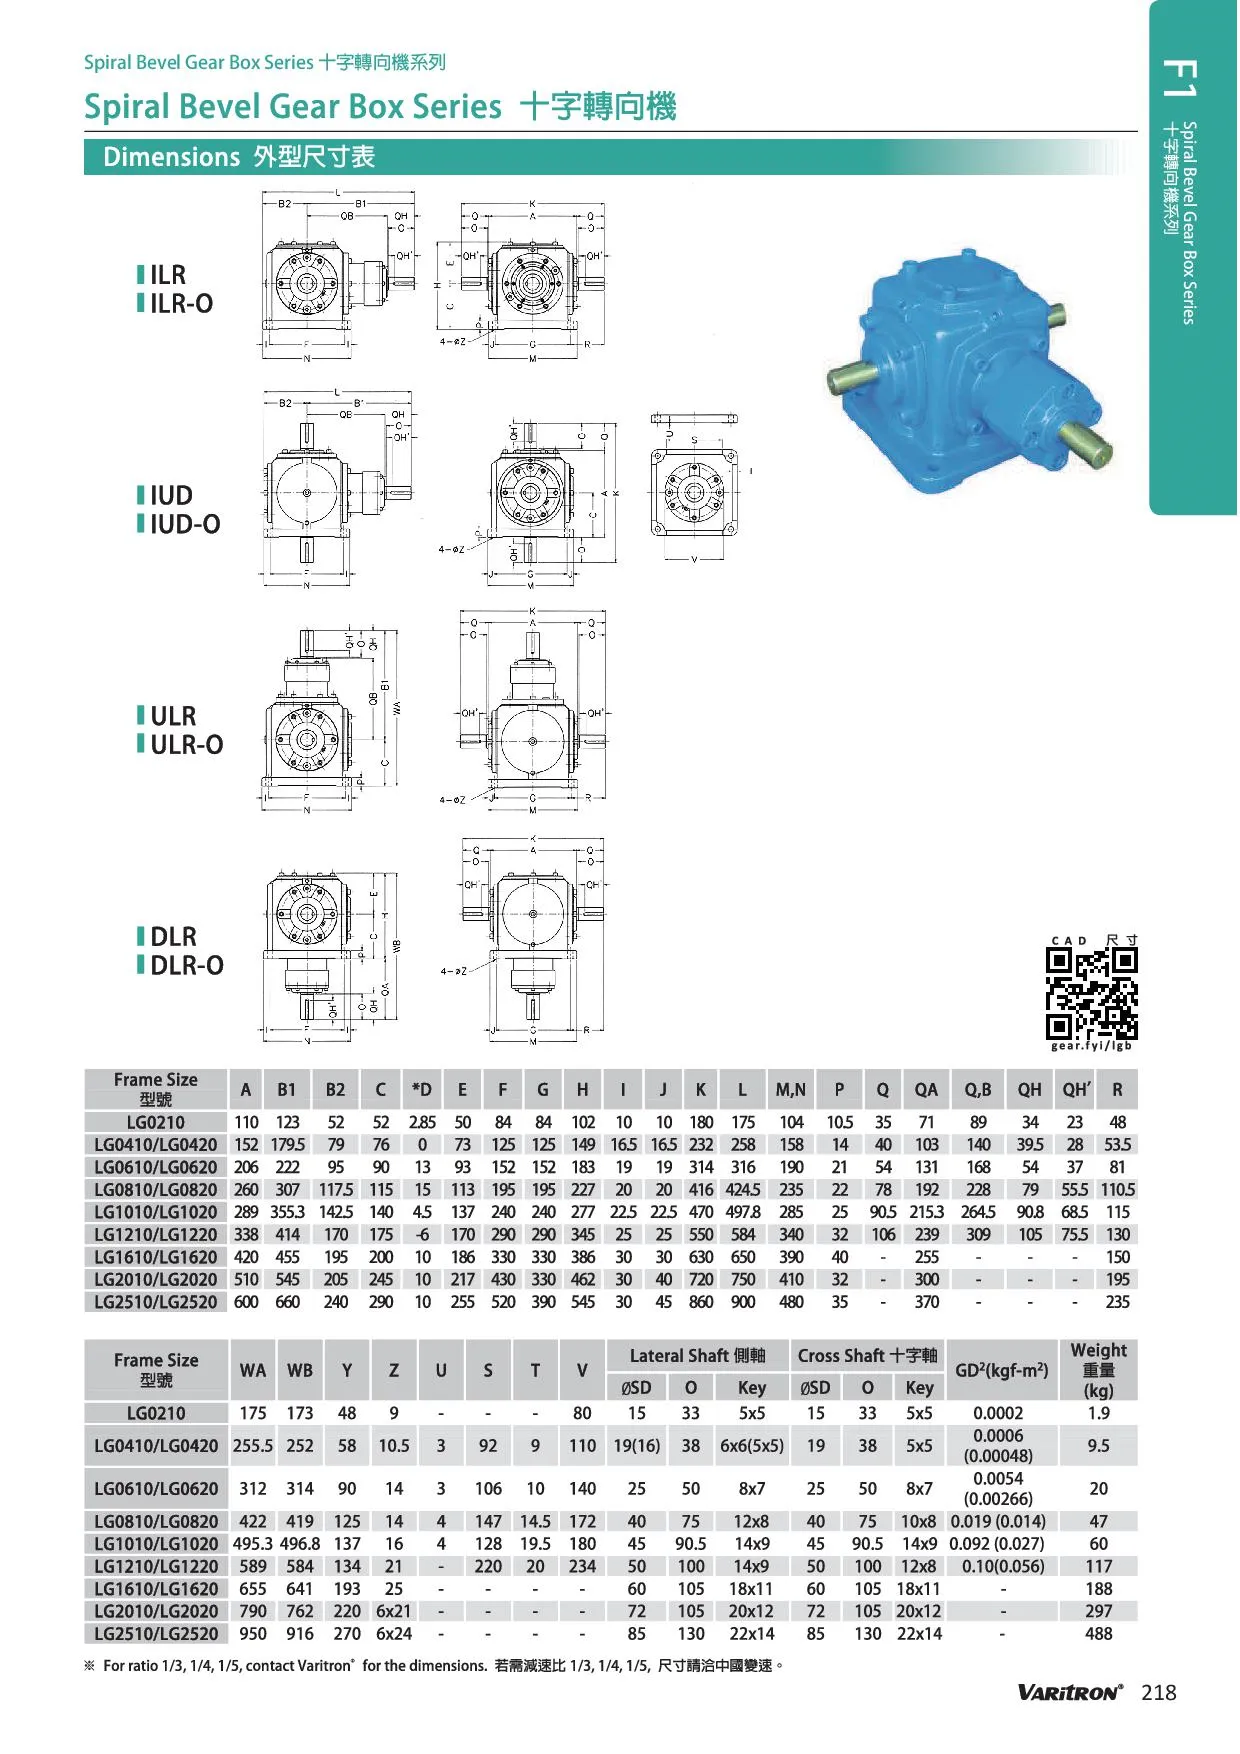 Spiral Bevel Gear Box Series 十字轉向機系列
Spiral Bevel Gear Box Series 十字轉向機
Dimensions 外型尺寸表
F1 Spiral Bevel Gear Box Series
十字轉向機系列
ILR
ILR-O
IUD
IUD-O
ULR
ULR-O
DLR
DLR-O
CAD 尺寸
gear.fyi/lgb
Frame Size 型號 A B1 B2 C *D E F G H I J K L M,N P Q QA Q,B QH QH′ R
LG0210 110 123 52 52 2.85 50 84 84 102 10 10 180 175 104 10.5 35 71 89 34 23 48
LG0410/LG0420 152 179.5 79 76 0 73 125 125 149 16.5 16.5 232 258 158 14 40 103 140 39.5 28 53.5
LG0610/LG0620 206 222 95 90 13 93 152 152 183 19 19 314 316 190 21 54 131 168 54 37 81
LG0810/LG0820 260 307 117.5 115 15 113 195 195 227 20 20 416 424.5 235 22 78 192 228 79 55.5 110.5
LG1010/LG1020 289 355.3 142.5 140 4.5 137 240 240 277 22.5 22.5 470 497.8 285 25 90.5 215.3 264.5 90.8 68.5 115
LG1210/LG1220 338 414 170 175 -6 170 290 290 345 25 25 550 584 340 32 106 239 309 105 75.5 130
LG1610/LG1620 420 455 195 200 10 186 330 330 386 30 30 630 650 390 40 - 255 - - - 150
LG2010/LG2020 510 545 205 245 10 217 430 330 462 30 40 720 750 410 32 - 300 - - - 195
LG2510/LG2520 600 660 240 290 10 255 520 390 545 30 45 860 900 480 35 - 370 - - - 235
Frame Size 型號 WA WB Y Z U S T V Lateral Shaft 側軸 Cross Shaft 十字軸 GD²(kgf-m²) Weight 重量 (kg)
ØSD O Key ØSD O Key
LG0210 175 173 48 9 - - - 80 15 33 5x5 15 33 5x5 0.0002 1.9
LG0410/LG0420 255.5 252 58 10.5 3 92 9 110 19(16) 38 6x6(5x5) 19 38 5x5 0.0006 (0.00048) 9.5
LG0610/LG0620 312 314 90 14 3 106 10 140 25 50 8x7 25 50 8x7 0.0054 (0.00266) 20
LG0810/LG0820 422 419 125 14 4 147 14.5 172 40 75 12x8 40 75 10x8 0.019 (0.014) 47
LG1010/LG1020 495.3 496.8 137 16 4 128 19.5 180 45 90.5 14x9 45 90.5 14x9 0.092 (0.027) 60
LG1210/LG1220 589 584 134 21 - 220 20 234 50 100 14x9 50 100 12x8 0.10(0.056) 117
LG1610/LG1620 655 641 193 25 - - - - 60 105 18x11 60 105 18x11 - 188
LG2010/LG2020 790 762 220 6x21 - - - - 72 105 20x12 72 105 20x12 - 297
LG2510/LG2520 950 916 270 6x24 - - - - 85 130 22x14 85 130 22x14 - 488
※ For ratio 1/3, 1/4, 1/5, contact Varitron® for the dimensions. 若需減速比 1/3, 1/4, 1/5, 尺寸請洽中國變速。
VARITRON® 218